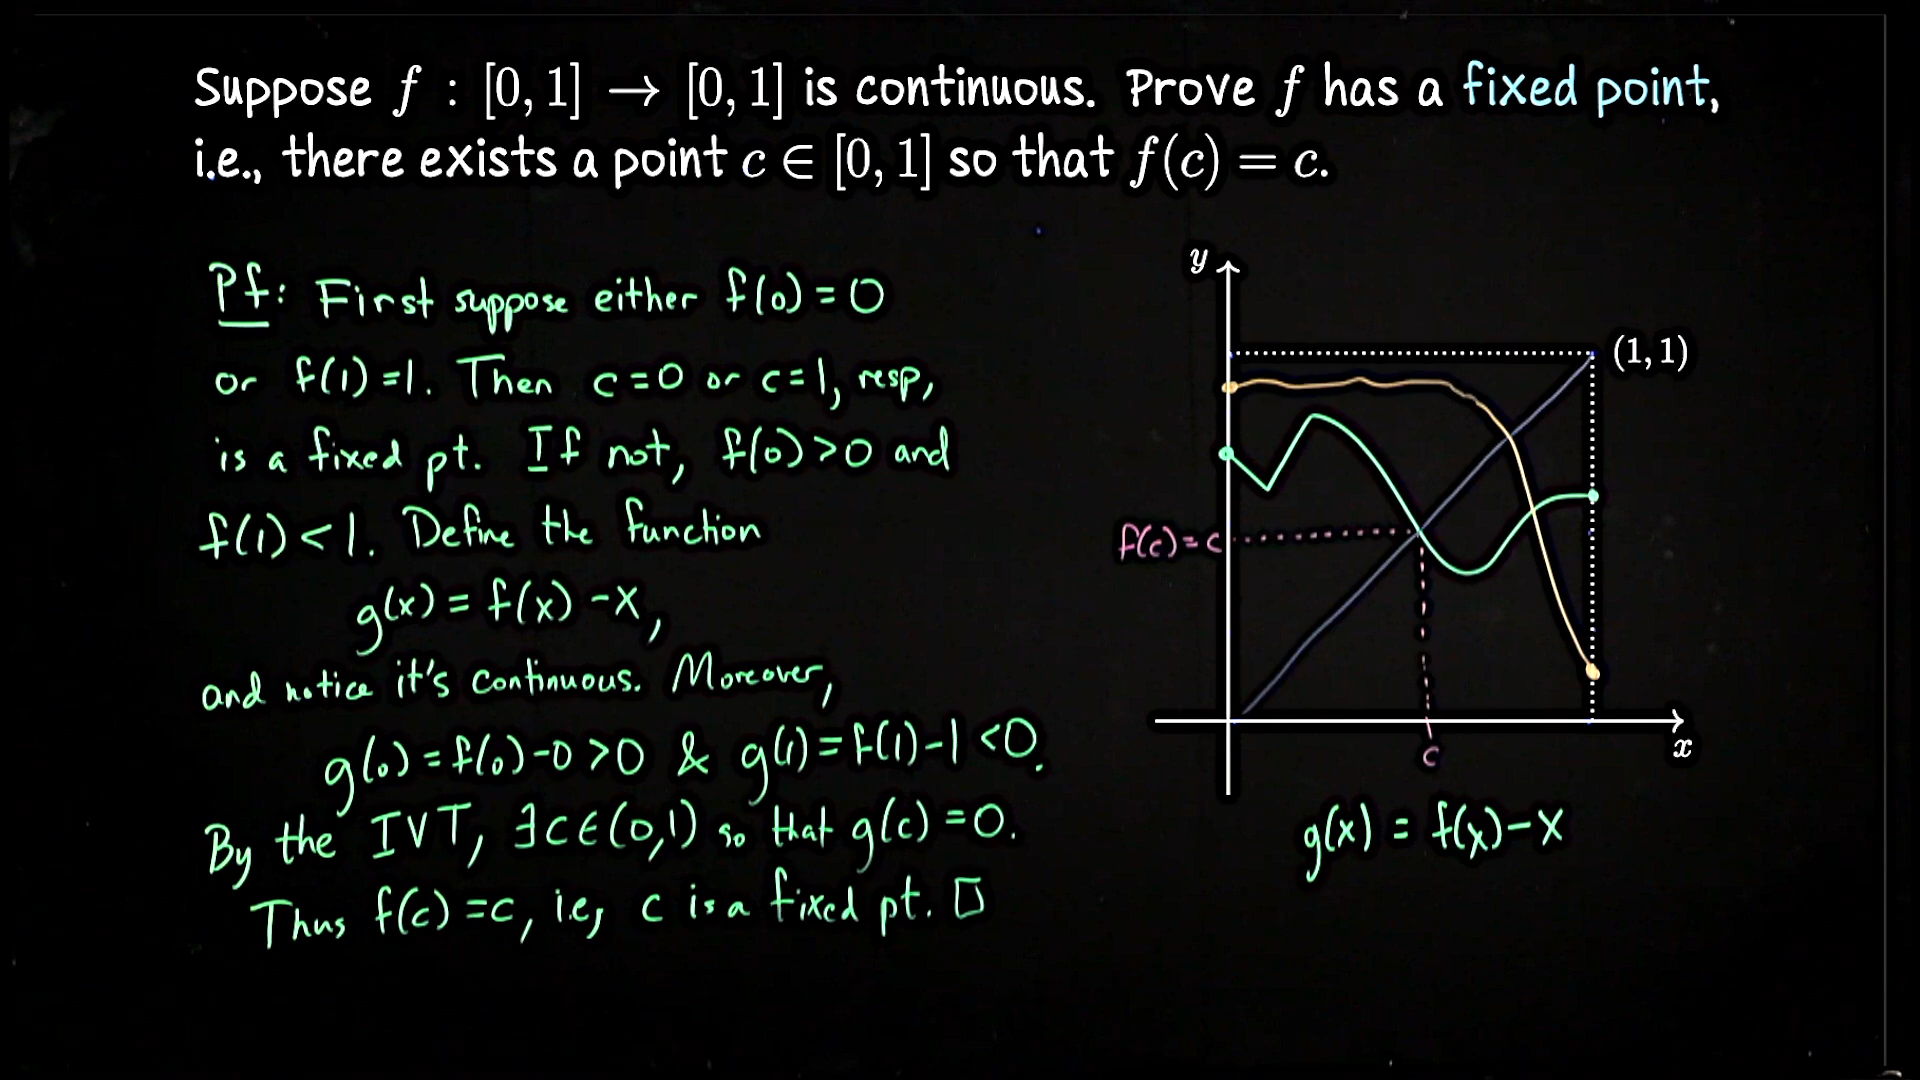 Suppose f : [0, 1] → [0, 1] is continuous. Prove f has a fixed point,
i.e., there exists a point c ∈ [0, 1] so that f(c) = c.
Pf: First suppose either f(0) = 0
or f(1) = 1. Then c = 0 or c = 1, resp,
is a fixed pt. If not, f(0) > 0 and
f(1) < 1. Define the function
g(x) = f(x) - x,
and notice it's continuous. Moreover,
g(0) = f(0) - 0 > 0 & g(1) = f(1) - 1 < 0.
By the IVT, ∃ c ∈ (0,1) so that g(c) = 0.
Thus f(c) = c, i.e, c is a fixed pt. □
y
(1, 1)
f(c) = c
x
c
g(x) = f(x) - x